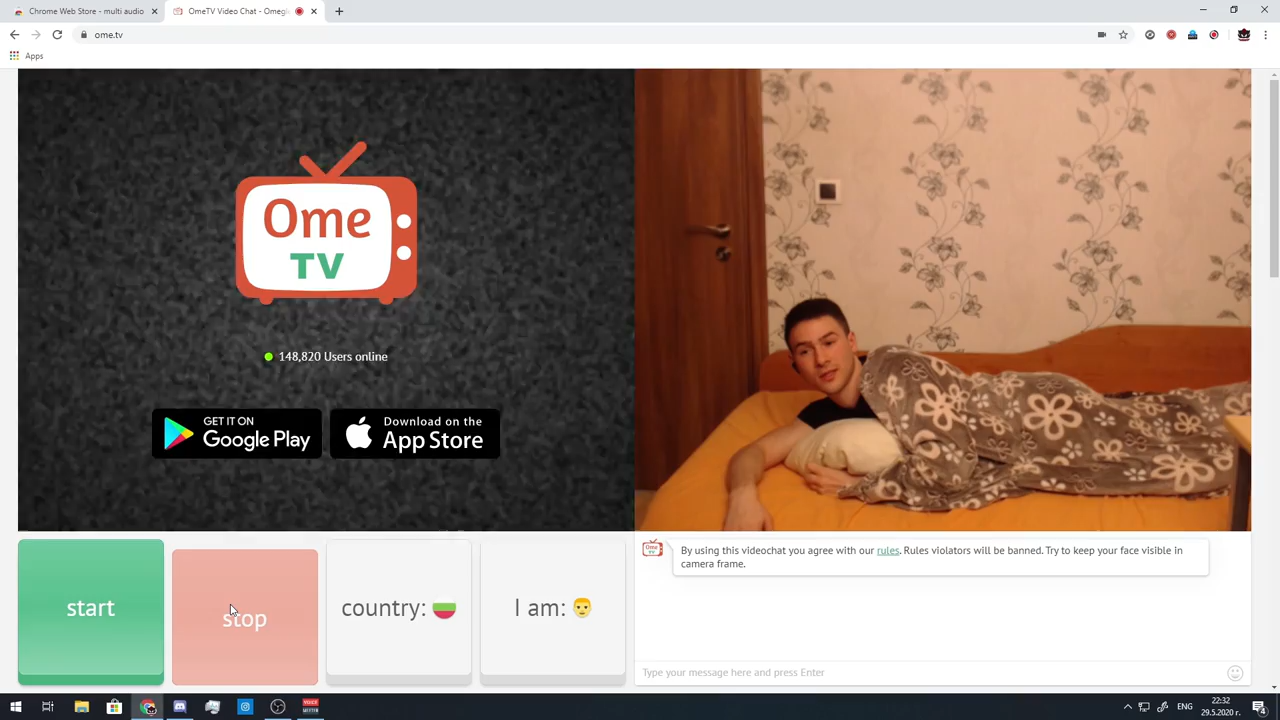 Chrome Web Store - multi audio
OmeTV Video Chat - Omegl
ome.tv
Apps
Ome
TV
148,820 Users online
GET IT ON
Google Play
Download on the
App Store
By using this videochat you agree with our rules. Rules violators will be banned. Try to keep your face visible in
camera frame.
start
stop
country:
I am:
Type your message here and press Enter
ENG
22:32
29.5.2020 г.
4